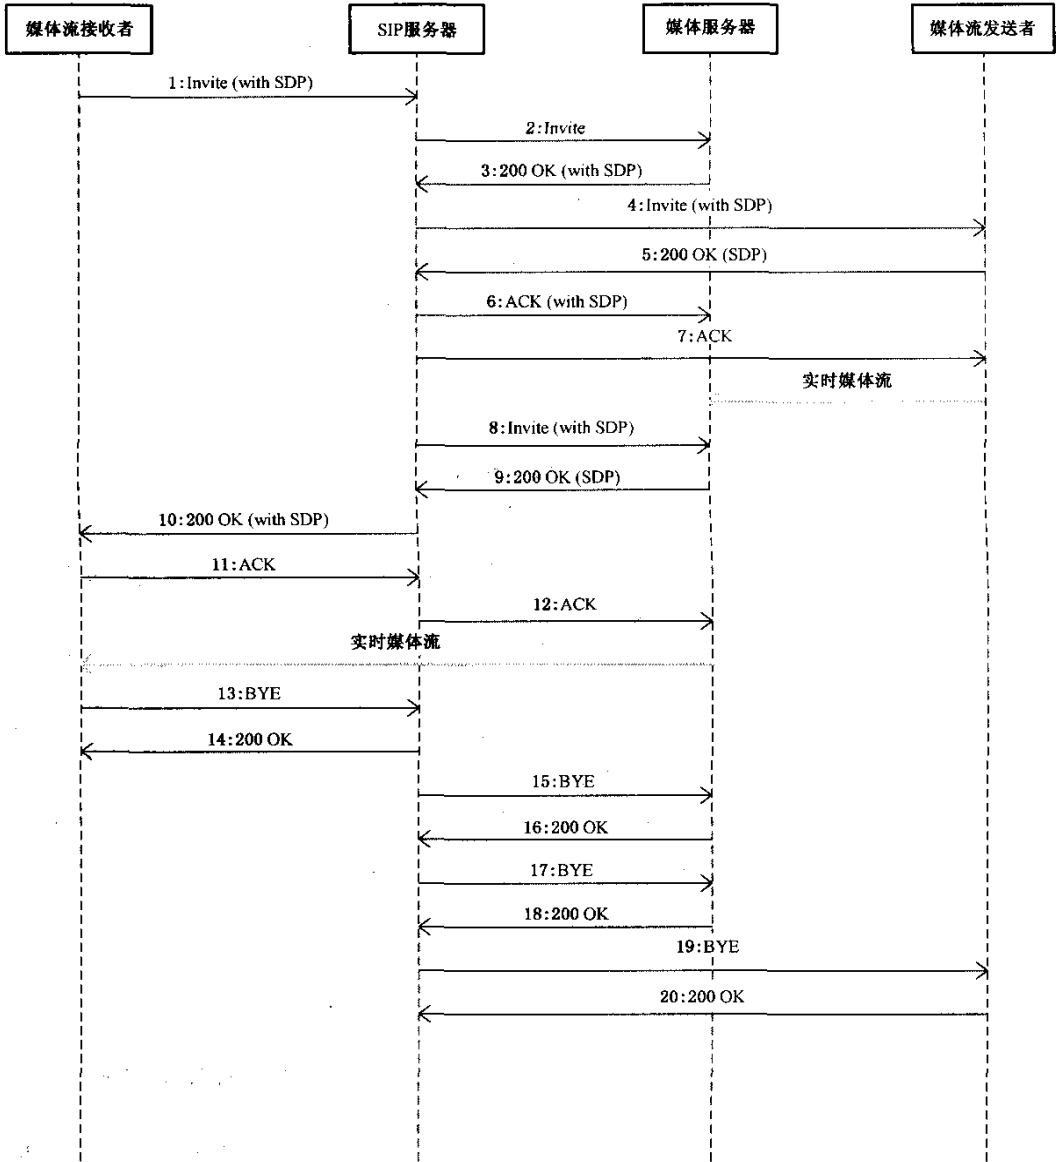 媒体流接收者
SIP服务器
媒体服务器
媒体流发送者
1:Invite (with SDP)
2:Invite
3:200 OK (with SDP)
4:Invite (with SDP)
5:200 OK (SDP)
6:ACK (with SDP)
7:ACK
实时媒体流
8:Invite (with SDP)
9:200 OK (SDP)
10:200 OK (with SDP)
11:ACK
12:ACK
实时媒体流
13:BYE
14:200 OK
15:BYE
16:200 OK
17:BYE
18:200 OK
19:BYE
20:200 OK